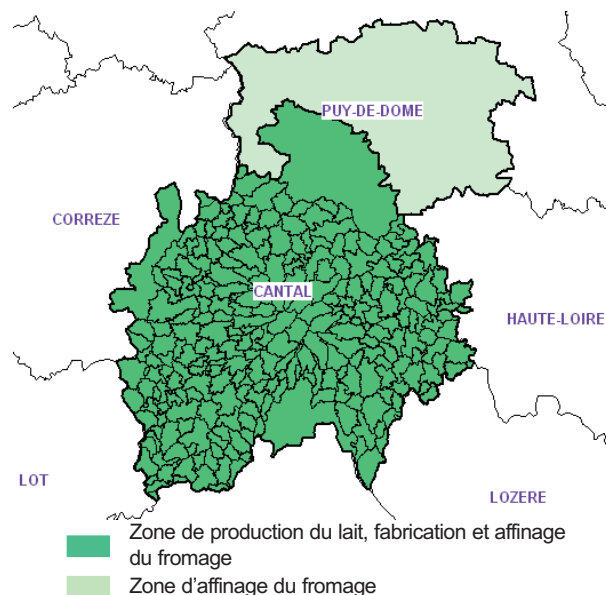 PUY-DE-DOME
CORREZE
CANTAL
HAUTE-LOIRE
LOT
LOZERE
Zone de production du lait, fabrication et affinage
du fromage
Zone d'affinage du fromage